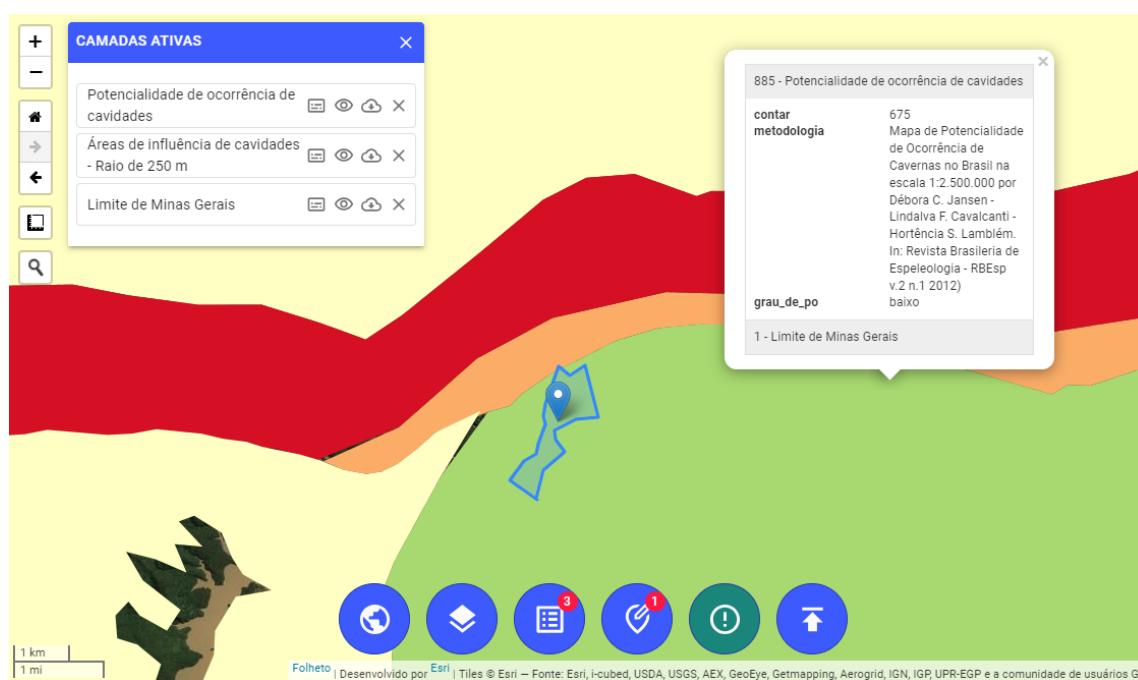 +
−
CAMADAS ATIVAS
Potencialidade de ocorrência de
cavidades
Áreas de influência de cavidades
- Raio de 250 m
Limite de Minas Gerais
885 - Potencialidade de ocorrência de cavidades
contar 675
metodologia Mapa de Potencialidade
de Ocorrência de
Cavernas no Brasil na
escala 1:2.500.000 por
Débora C. Jansen -
Lindalva F. Cavalcanti -
Hortência S. Lamblém.
In: Revista Brasileria de
Espeleologia - RBEsp
v.2 n.1 2012)
grau_de_po baixo
1 - Limite de Minas Gerais
3
1
1 km
1 mi
Folheto | Desenvolvido por Esri | Tiles © Esri — Fonte: Esri, i-cubed, USDA, USGS, AEX, GeoEye, Getmapping, Aerogrid, IGN, IGP, UPR-EGP e a comunidade de usuários G